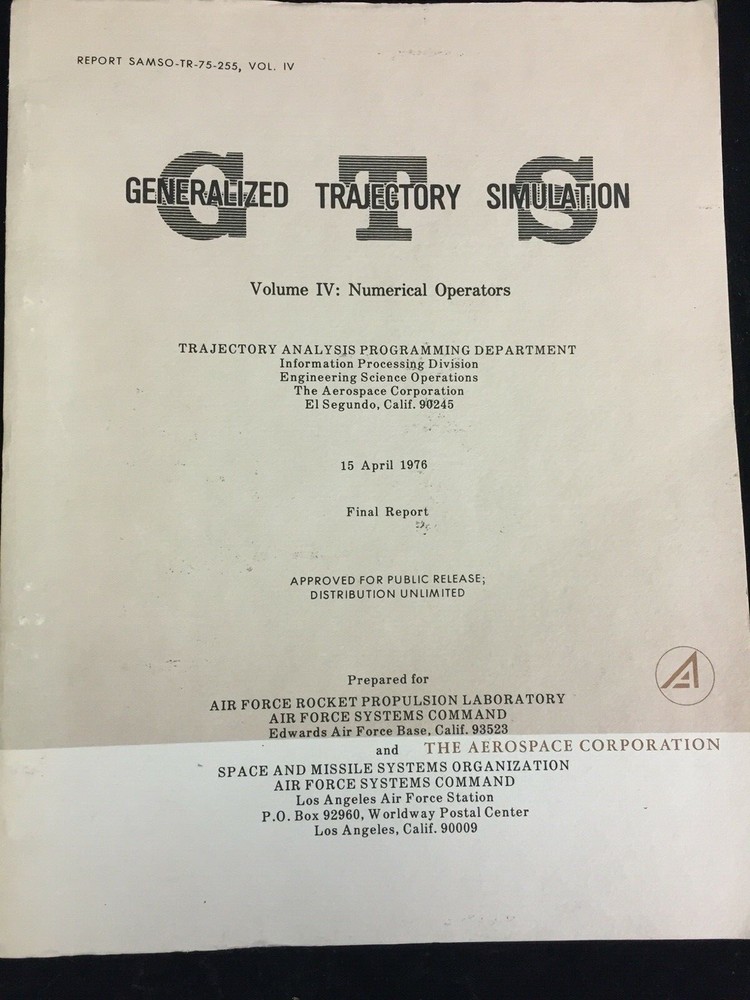 REPORT SAMSO-TR-75-255, VOL. IV
G T S
GENERALIZED TRAJECTORY SIMULATION
Volume IV: Numerical Operators
TRAJECTORY ANALYSIS PROGRAMMING DEPARTMENT
Information Processing Division
Engineering Science Operations
The Aerospace Corporation
El Segundo, Calif. 90245
15 April 1976
Final Report
APPROVED FOR PUBLIC RELEASE;
DISTRIBUTION UNLIMITED
Prepared for
AIR FORCE ROCKET PROPULSION LABORATORY
AIR FORCE SYSTEMS COMMAND
Edwards Air Force Base, Calif. 93523
and THE AEROSPACE CORPORATION
SPACE AND MISSILE SYSTEMS ORGANIZATION
AIR FORCE SYSTEMS COMMAND
Los Angeles Air Force Station
P.O. Box 92960, Worldway Postal Center
Los Angeles, Calif. 90009